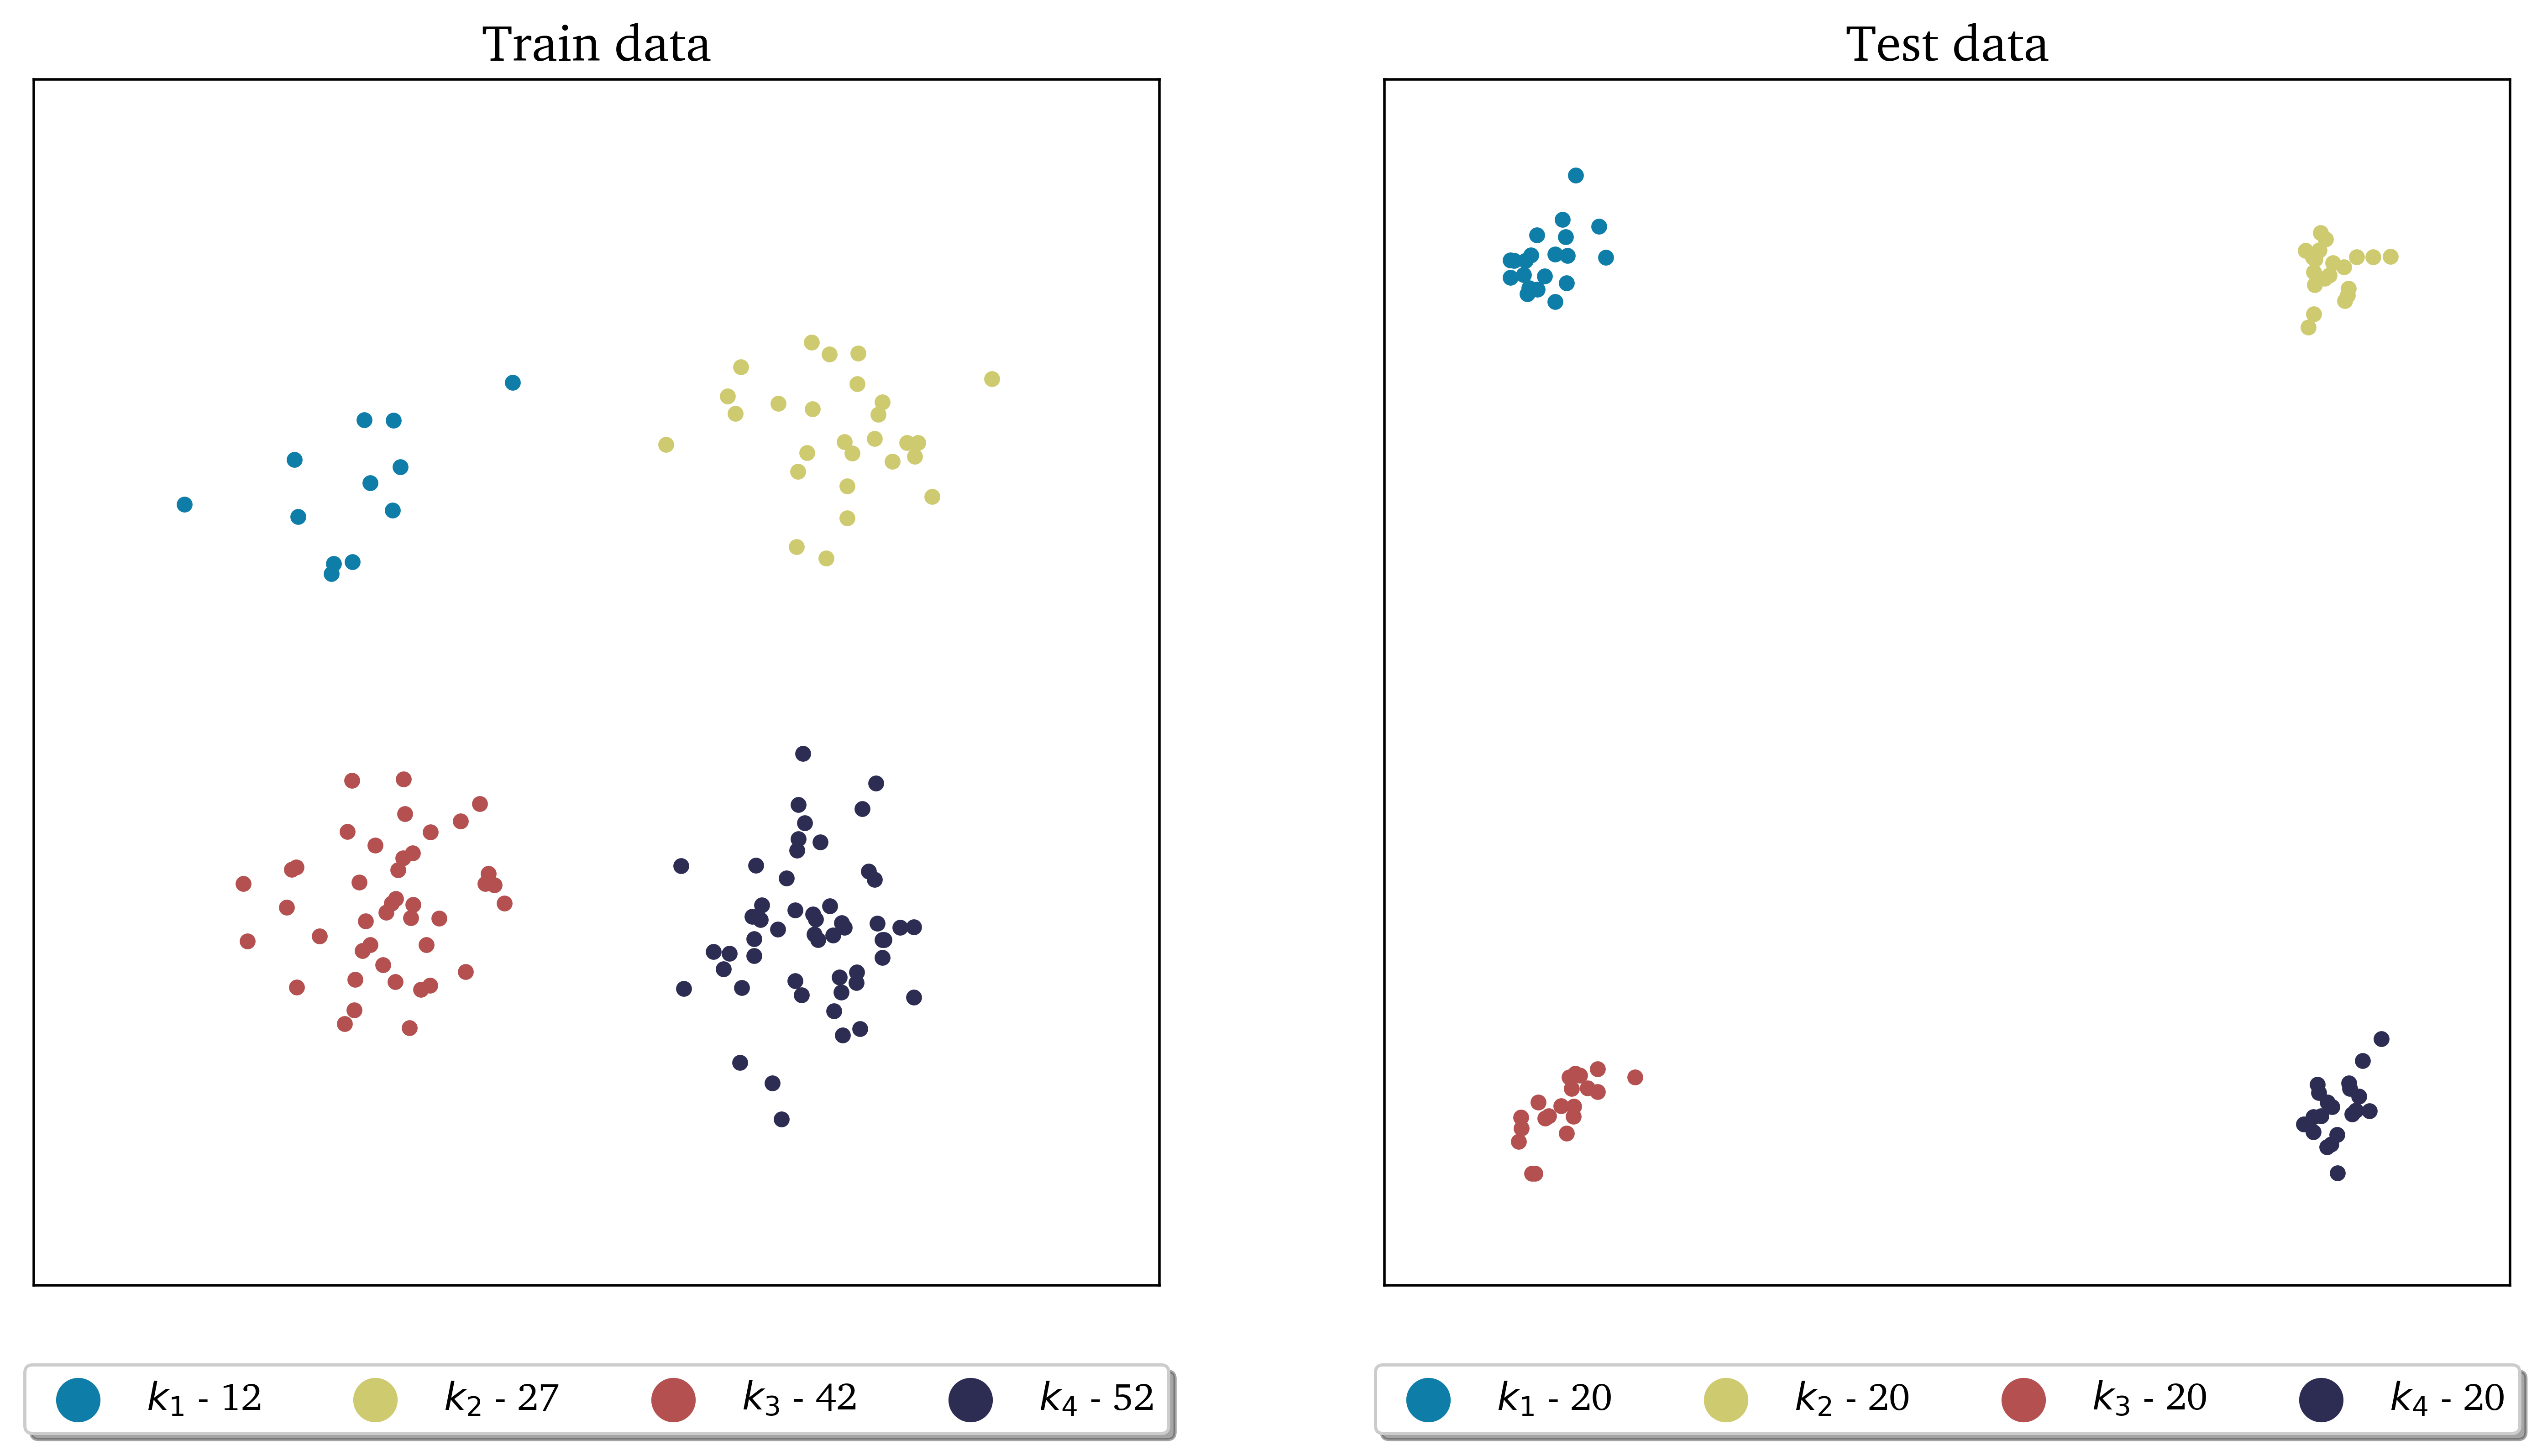 Train data
Test data
k₁ - 12 k₂ - 27 k₃ - 42 k₄ - 52
k₁ - 20 k₂ - 20 k₃ - 20 k₄ - 20